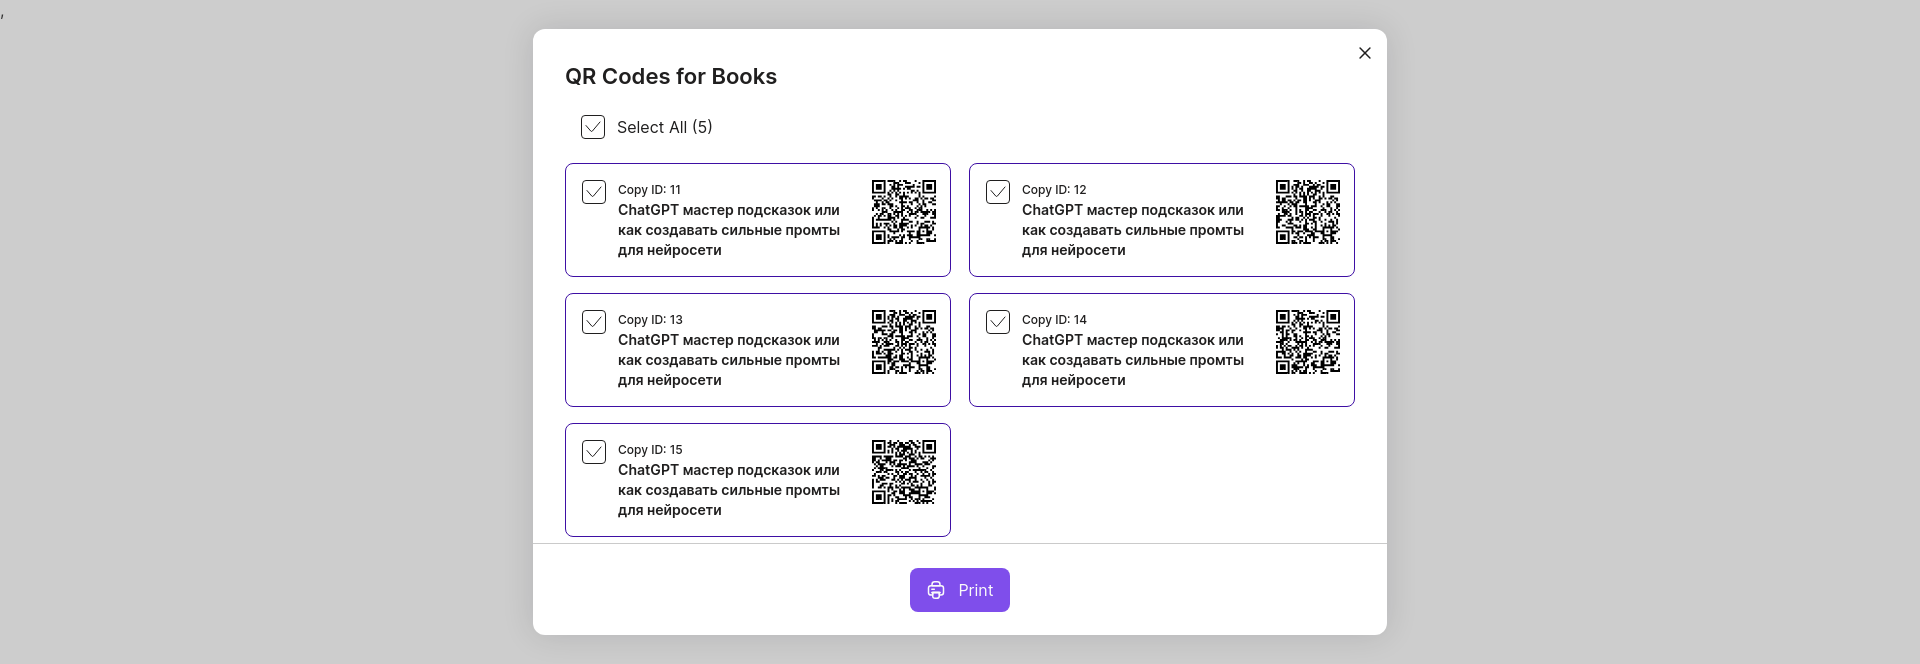 ,
QR Codes for Books
Select All (5)
Copy ID: 11
ChatGPT мастер подсказок или
как создавать сильные промты
для нейросети
Copy ID: 12
ChatGPT мастер подсказок или
как создавать сильные промты
для нейросети
Copy ID: 13
ChatGPT мастер подсказок или
как создавать сильные промты
для нейросети
Copy ID: 14
ChatGPT мастер подсказок или
как создавать сильные промты
для нейросети
Copy ID: 15
ChatGPT мастер подсказок или
как создавать сильные промты
для нейросети
Print